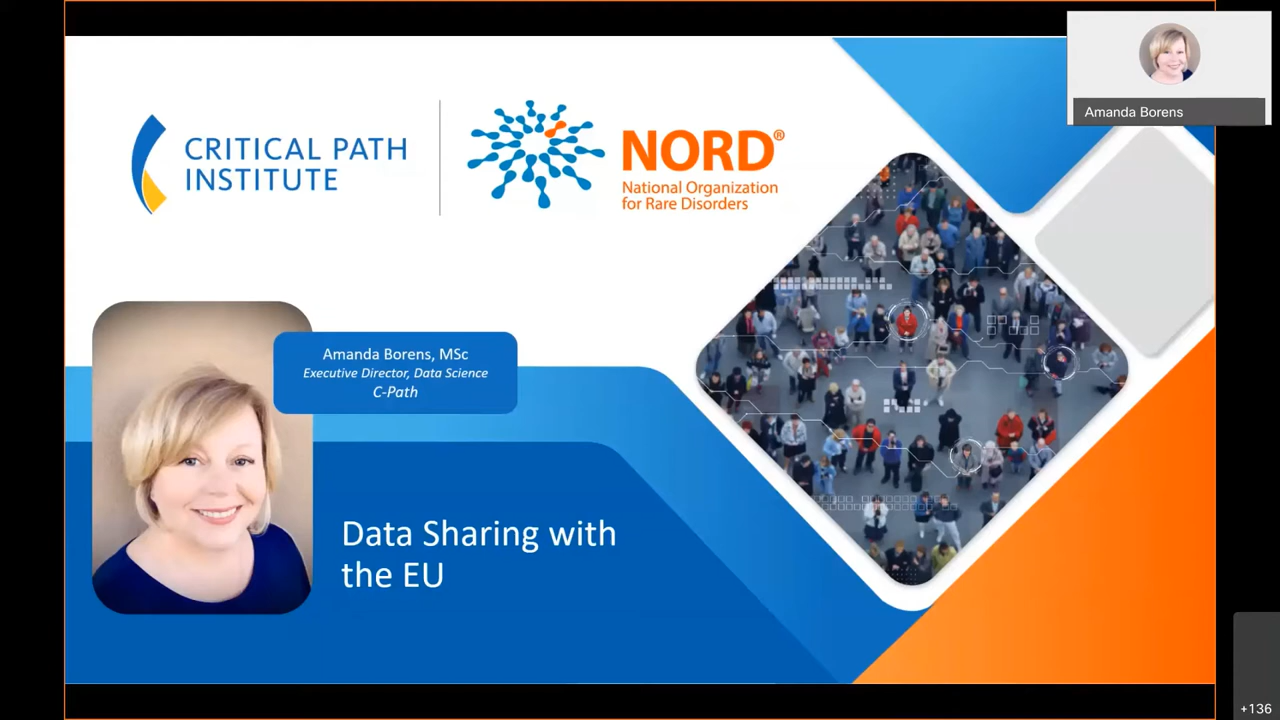 CRITICAL PATH
INSTITUTE
NORD®
National Organization
for Rare Disorders
Amanda Borens
Amanda Borens, MSc
Executive Director, Data Science
C-Path
Data Sharing with
the EU
+136